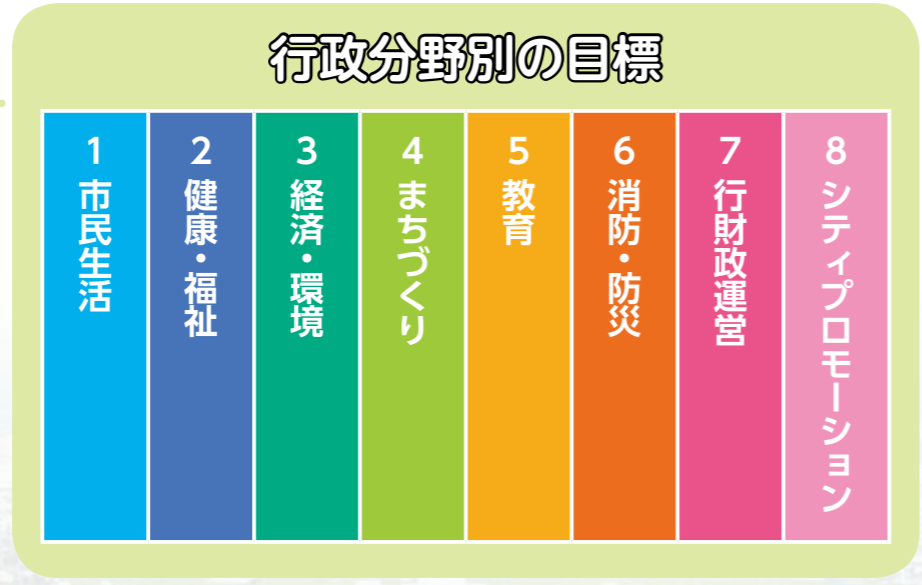 行政分野別の目標
1 市民生活
2 健康・福祉
3 経済・環境
4 まちづくり
5 教育
6 消防・防災
7 行財政運営
8 シティプロモーション